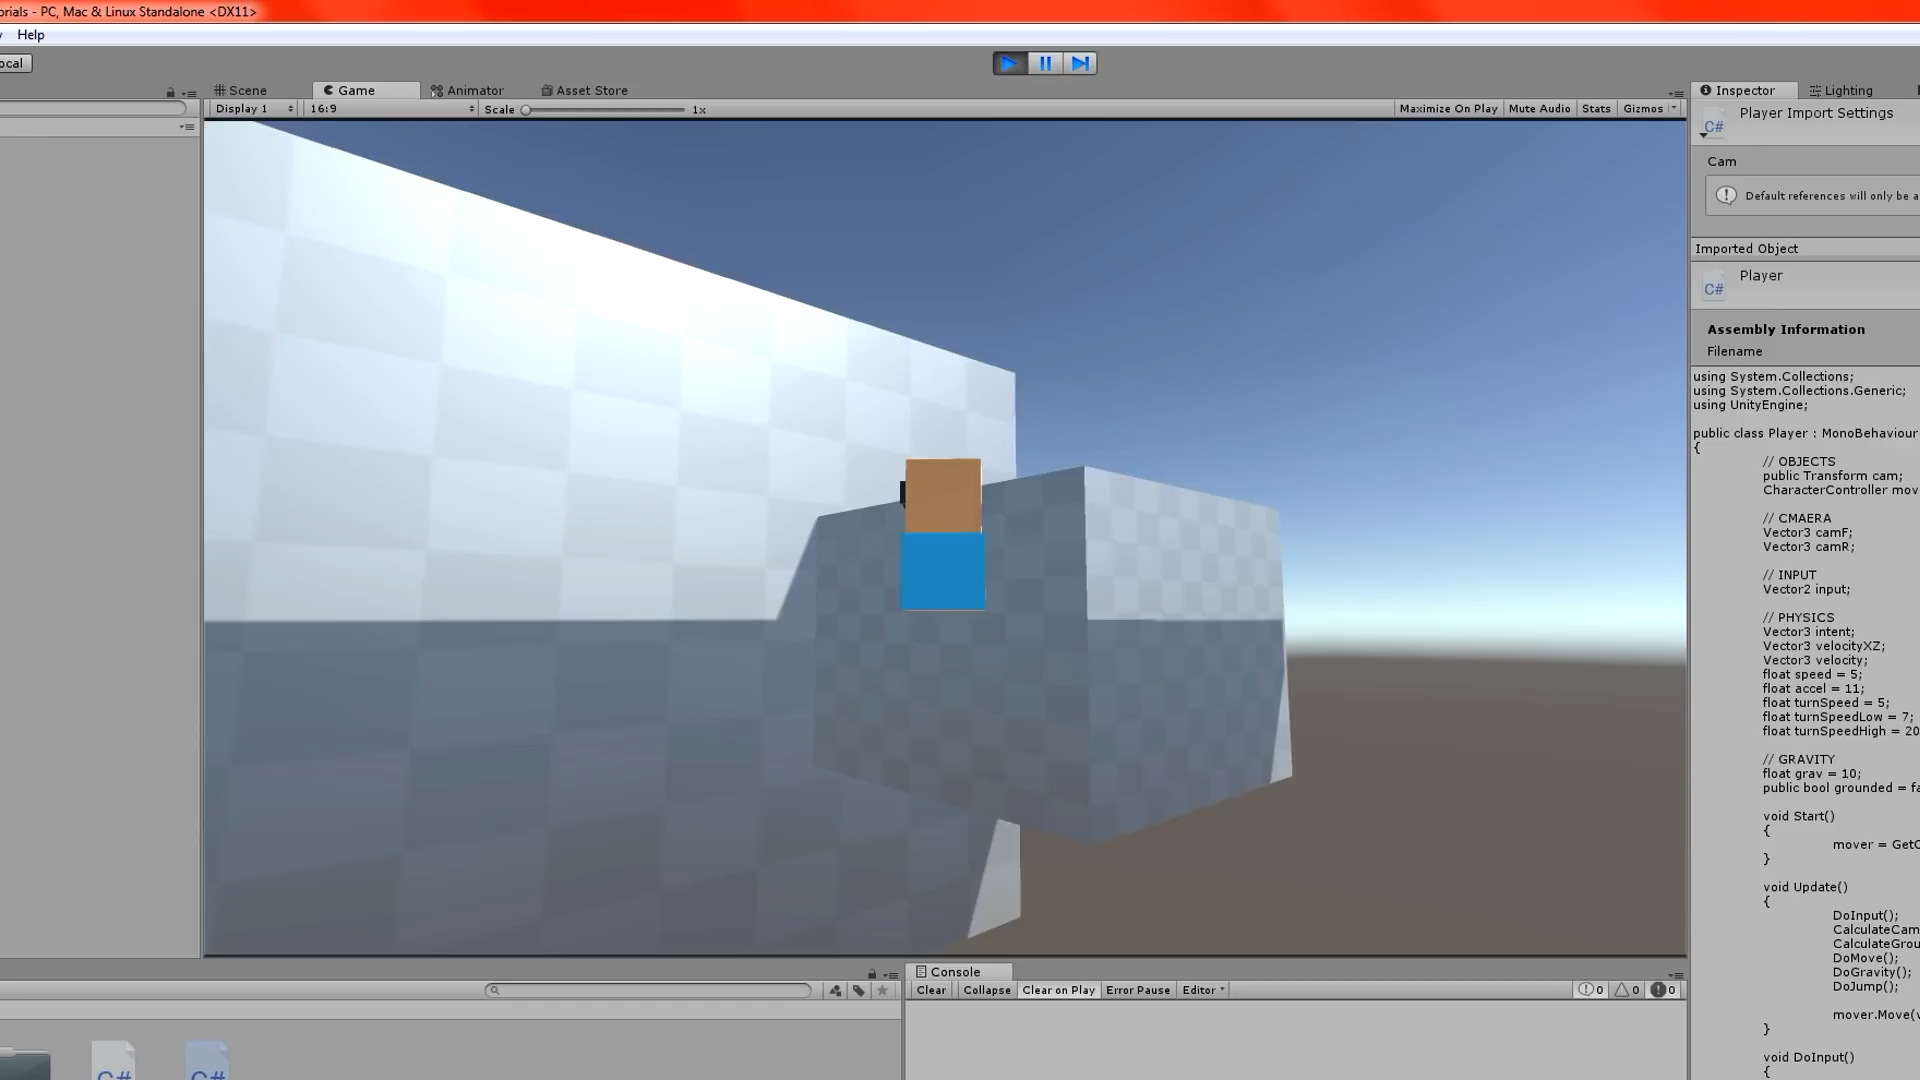 orials - PC, Mac & Linux Standalone <DX11>
Help
ocal
Scene
Game
Animator
Asset Store
Inspector
Lighting
Display 1
16:9
Scale
1x
Maximize On Play
Mute Audio
Stats
Gizmos
C#
Player Import Settings
Cam
Default references will only be a
Imported Object
C#
Player
Assembly Information
Filename
using System.Collections;
using System.Collections.Generic;
using UnityEngine;
public class Player : MonoBehaviour
{
// OBJECTS
public Transform cam;
CharacterController mov
// CMAERA
Vector3 camF;
Vector3 camR;
// INPUT
Vector2 input;
// PHYSICS
Vector3 intent;
Vector3 velocityXZ;
Vector3 velocity;
float speed = 5;
float accel = 11;
float turnSpeed = 5;
float turnSpeedLow = 7;
float turnSpeedHigh = 20
// GRAVITY
float grav = 10;
public bool grounded = fa
void Start()
{
mover = GetC
}
void Update()
{
DoInput();
CalculateCam
CalculateGrou
DoMove();
DoGravity();
DoJump();
mover.Move(v
}
void DoInput()
{
Console
Clear
Collapse
Clear on Play
Error Pause
Editor
0
0
0
C#
C#